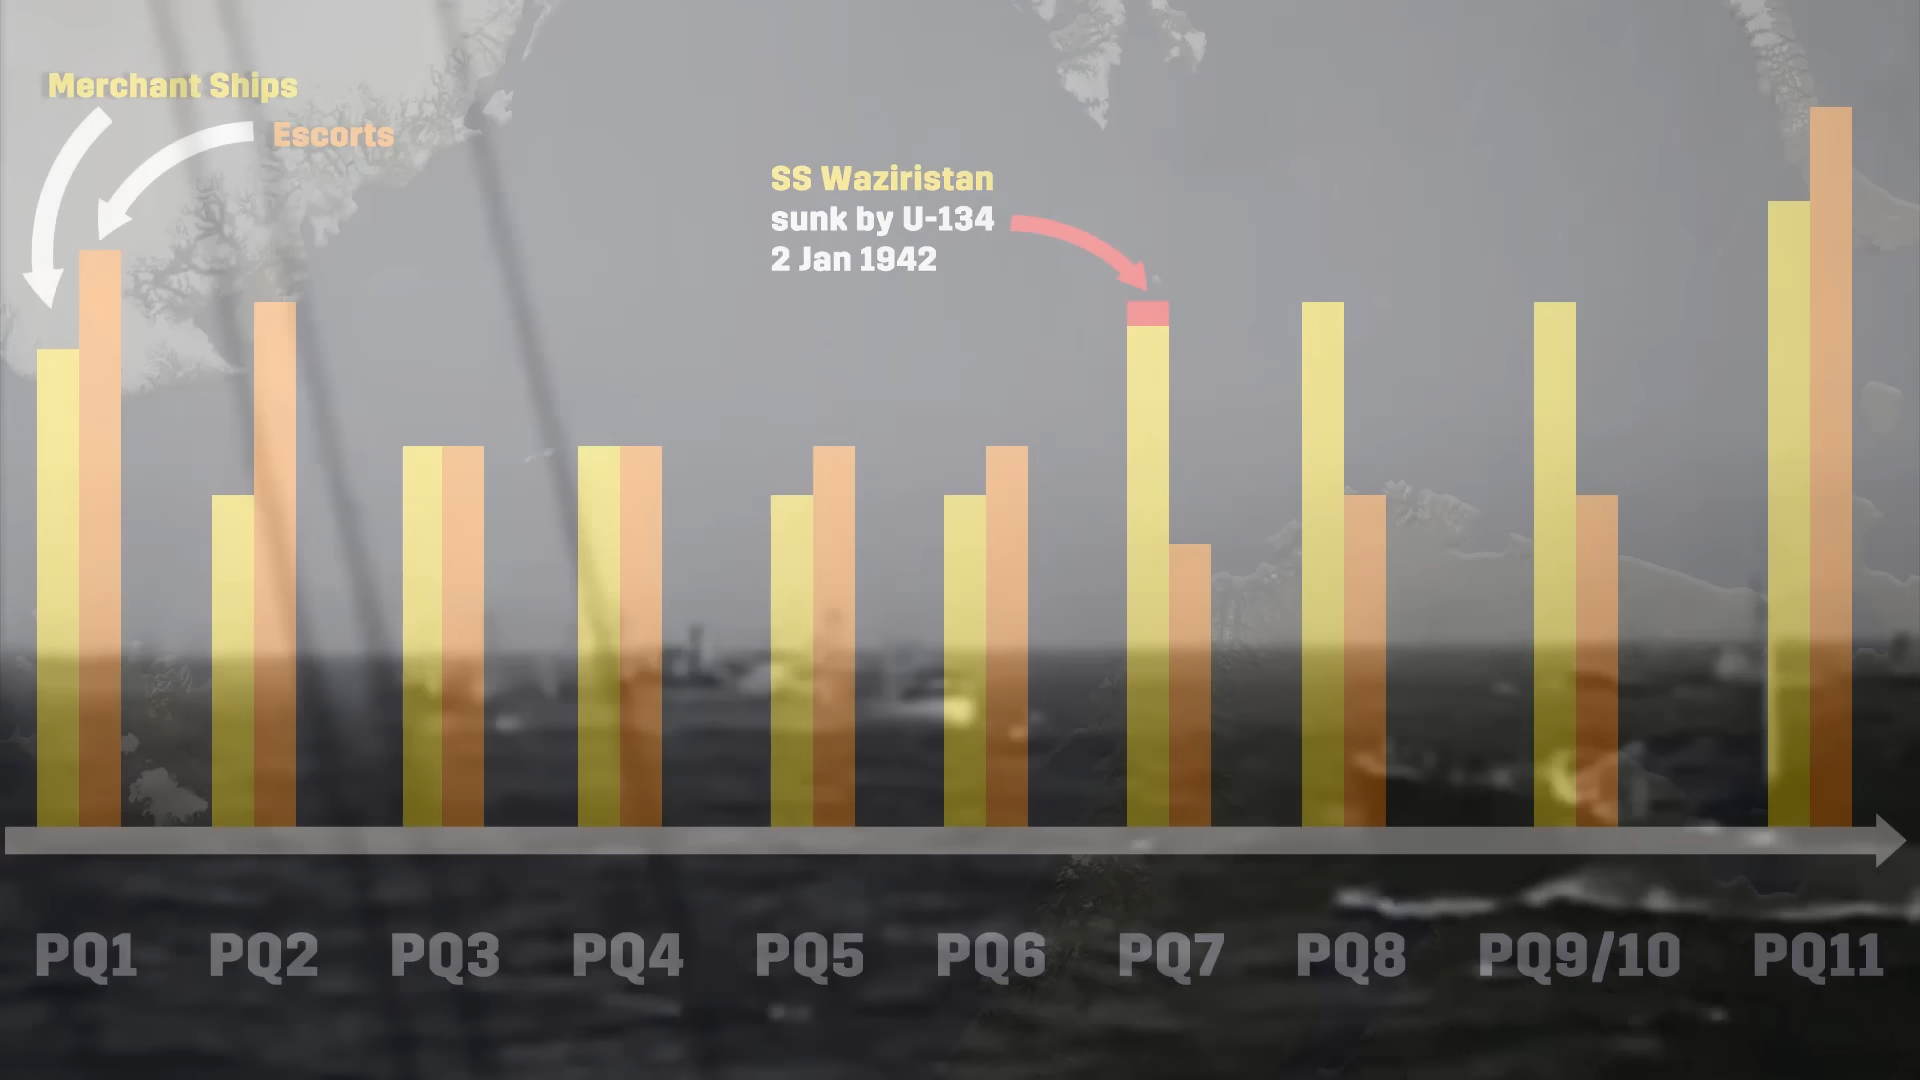 Merchant Ships
Escorts
SS Waziristan
sunk by U-134
2 Jan 1942
PQ1 PQ2 PQ3 PQ4 PQ5 PQ6 PQ7 PQ8 PQ9/10 PQ11